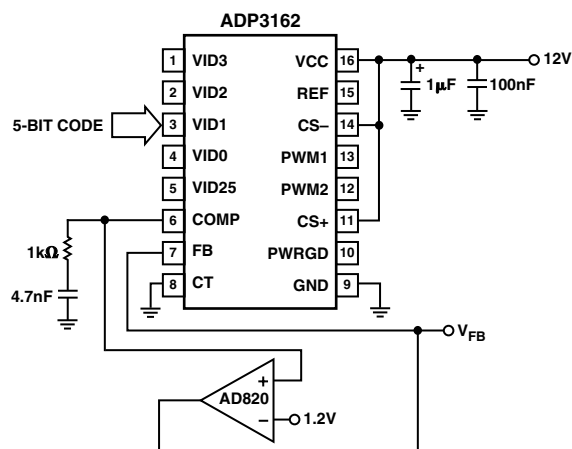 ADP3162
1 VID3 VCC 16 12V
2 VID2 REF 15 + 1μF 100nF
5-BIT CODE 3 VID1 CS– 14
4 VID0 PWM1 13
5 VID25 PWM2 12
6 COMP CS+ 11
1kΩ 7 FB PWRGD 10
4.7nF 8 CT GND 9
VFB
+
AD820
– 1.2V